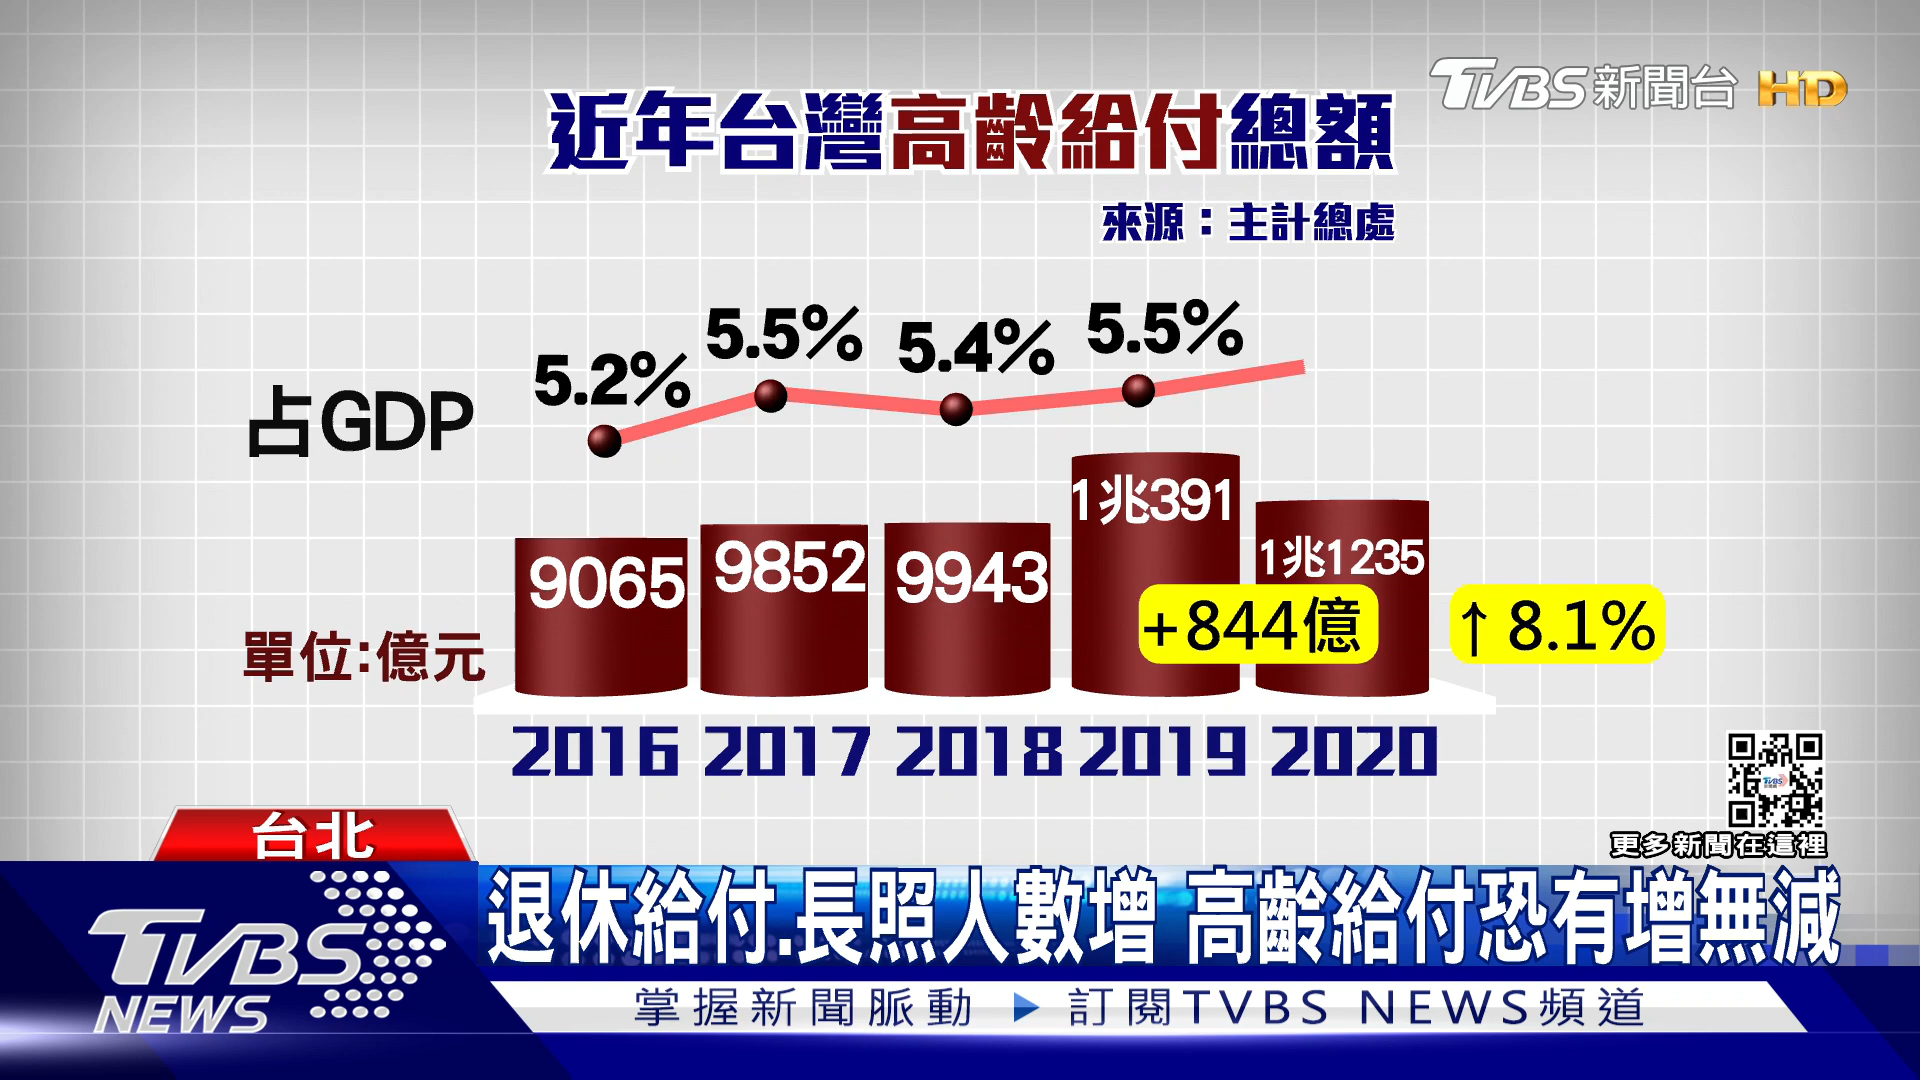 TVBS新聞台 HD
近年台灣高齡給付總額
來源：主計總處
占GDP
5.2%
5.5%
5.4%
5.5%
單位:億元
9065
9852
9943
1兆391
1兆1235
+844億
↑ 8.1%
2016 2017 2018 2019 2020
TVBS
更多新聞在這裡
台北
退休給付.長照人數增 高齡給付恐有增無減
TVBS
NEWS
掌握新聞脈動 ▶ 訂閱TVBS NEWS頻道